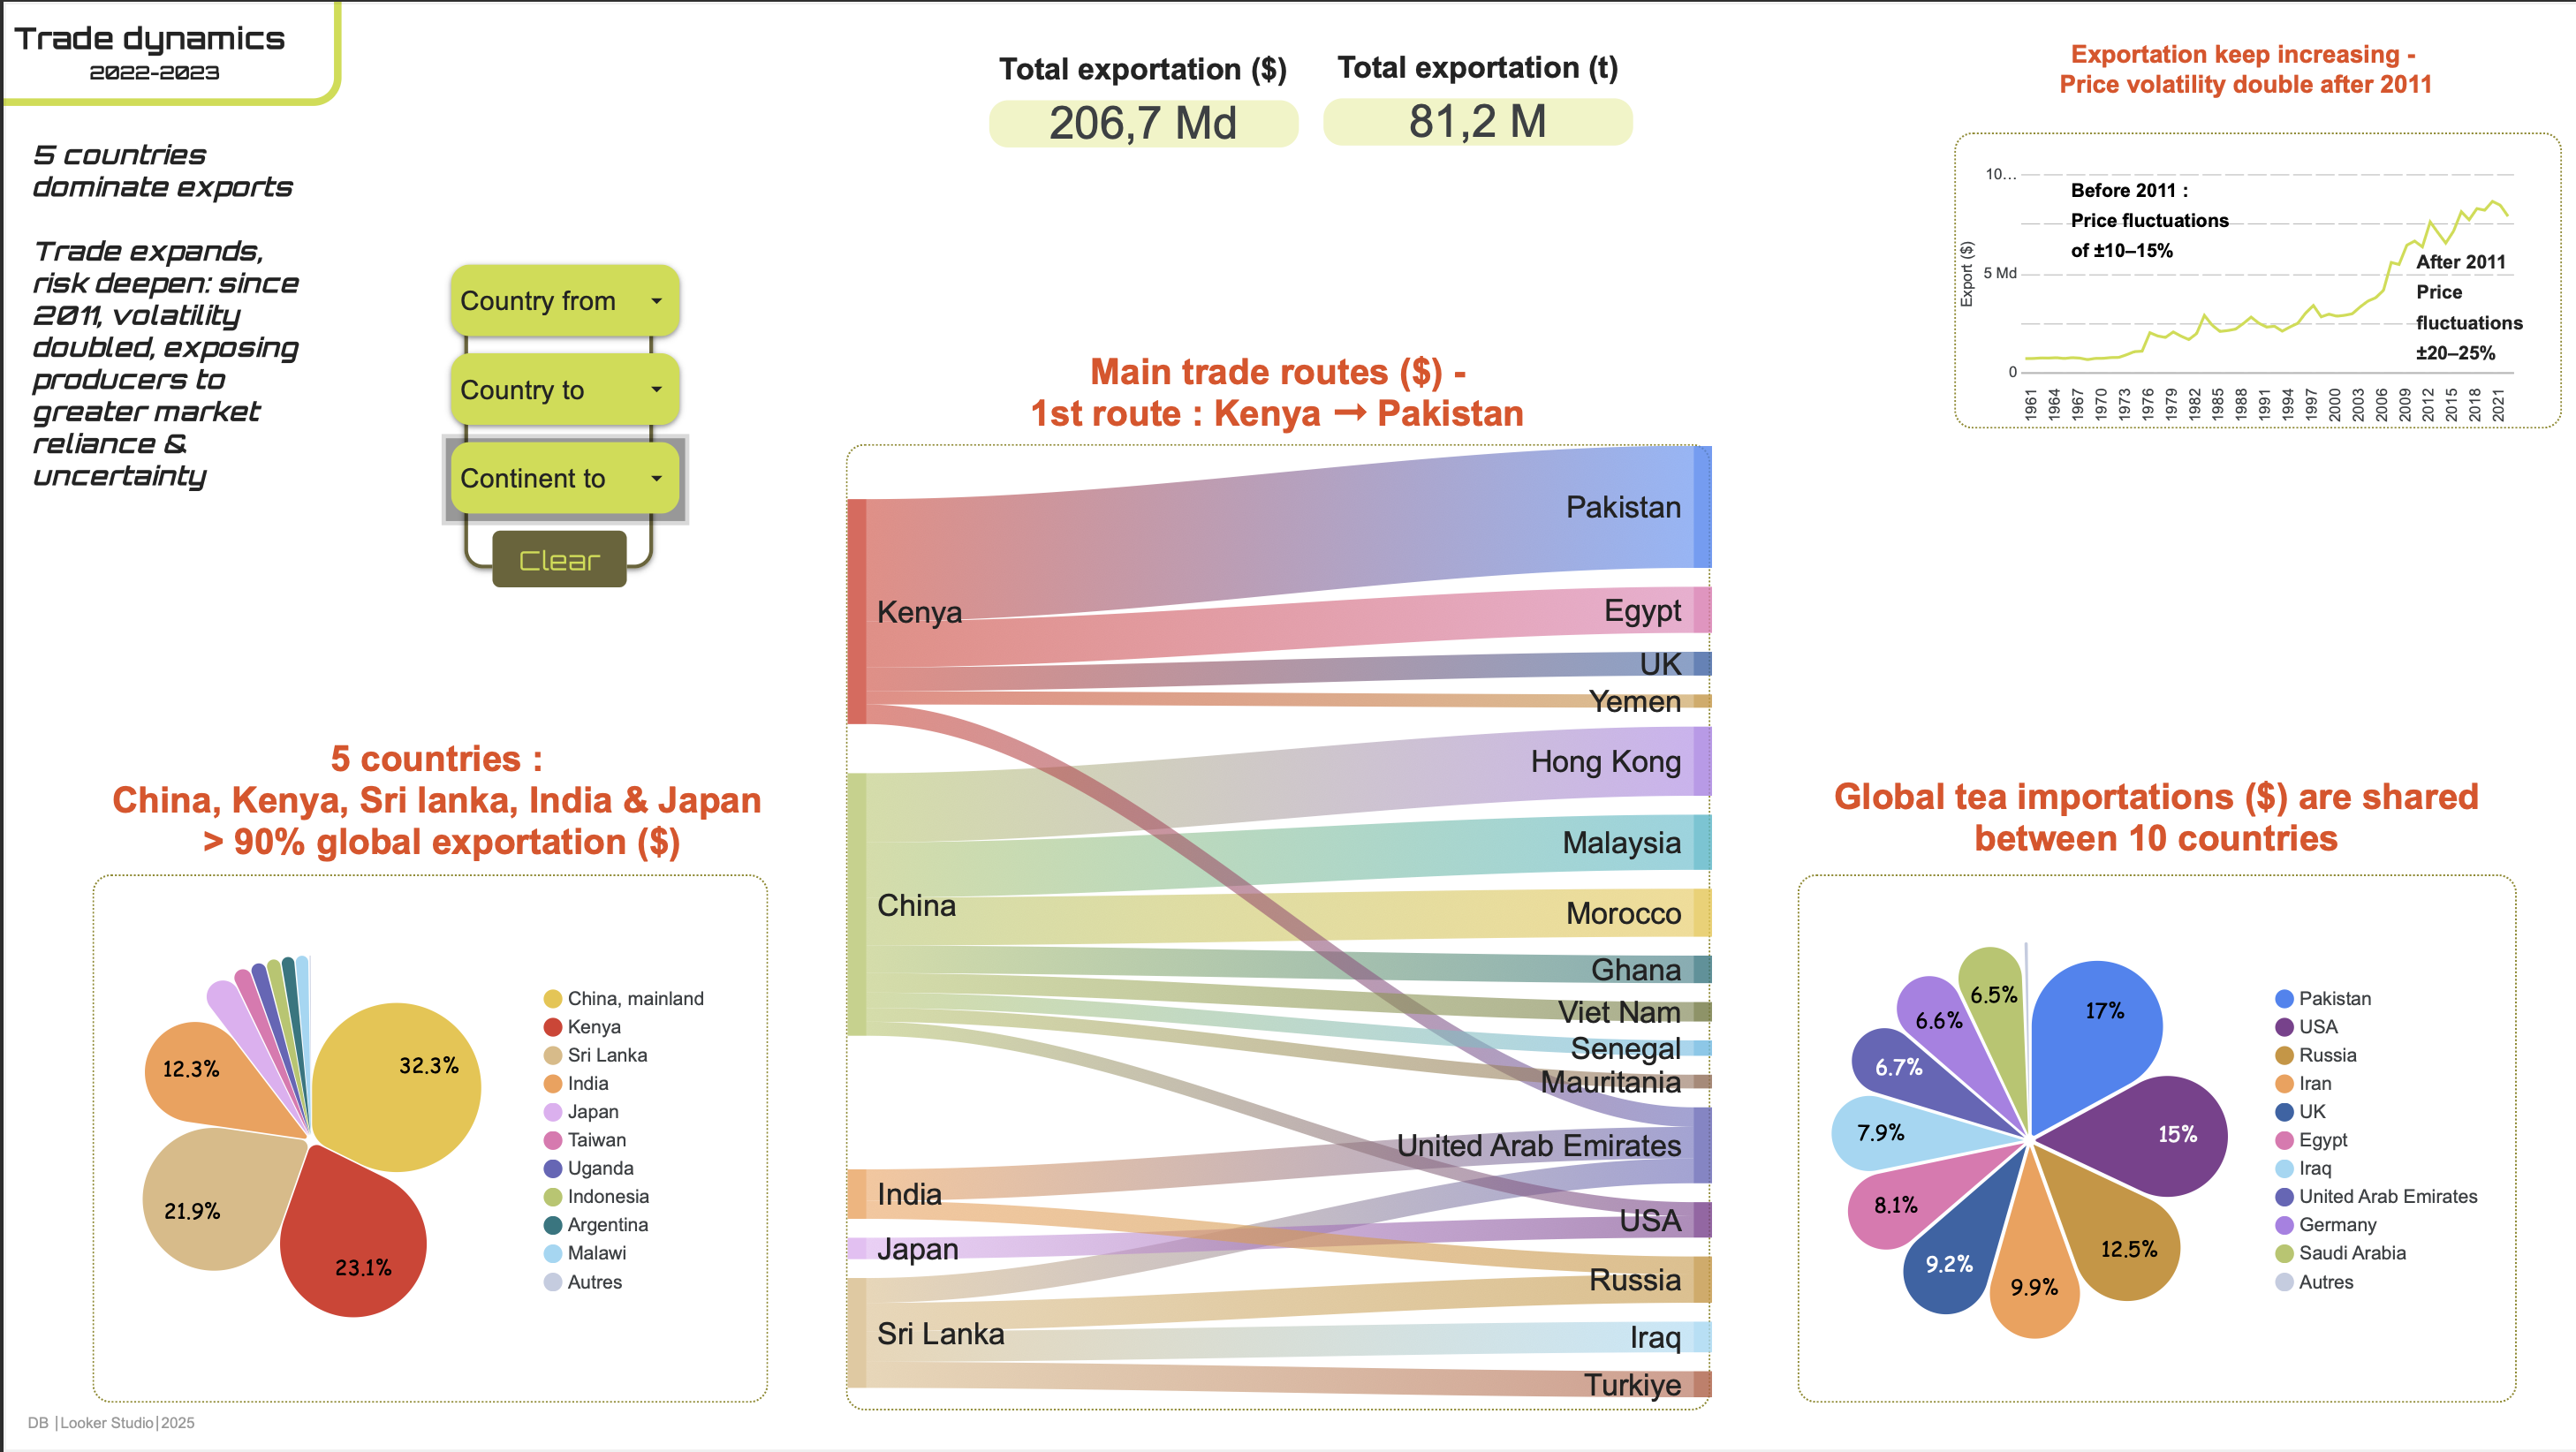 Trade dynamics
2022-2023
5 countries
dominate exports
Trade expands,
risk deepen: since
2011, volatility
doubled, exposing
producers to
greater market
reliance &
uncertainty
Country from
Country to
Continent to
Clear
Total exportation ($)
206,7 Md
Total exportation (t)
81,2 M
Exportation keep increasing -
Price volatility double after 2011
Export ($)
10...
5 Md
0
Before 2011 :
Price fluctuations
of ±10–15%
After 2011
Price
fluctuations
±20–25%
1961
1964
1967
1970
1973
1976
1979
1982
1985
1988
1991
1994
1997
2000
2003
2006
2009
2012
2015
2018
2021
Main trade routes ($) -
1st route : Kenya → Pakistan
Kenya
China
India
Japan
Sri Lanka
Pakistan
Egypt
UK
Yemen
Hong Kong
Malaysia
Morocco
Ghana
Viet Nam
Senegal
Mauritania
United Arab Emirates
USA
Russia
Iraq
Turkiye
5 countries :
China, Kenya, Sri lanka, India & Japan
> 90% global exportation ($)
32.3%
23.1%
21.9%
12.3%
China, mainland
Kenya
Sri Lanka
India
Japan
Taiwan
Uganda
Indonesia
Argentina
Malawi
Autres
Global tea importations ($) are shared
between 10 countries
17%
15%
12.5%
9.9%
9.2%
8.1%
7.9%
6.7%
6.6%
6.5%
Pakistan
USA
Russia
Iran
UK
Egypt
Iraq
United Arab Emirates
Germany
Saudi Arabia
Autres
DB |Looker Studio|2025